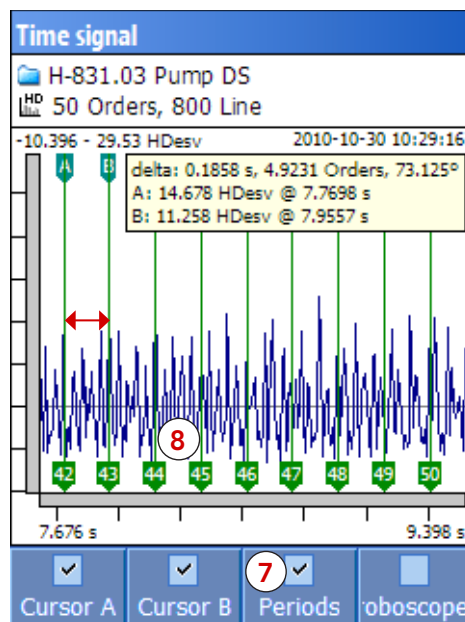 Time signal
H-831.03 Pump DS
HD 50 Orders, 800 Line
-10.396 - 29.53 HDesv 2010-10-30 10:29:16
A B delta: 0.1858 s, 4.9231 Orders, 73.125º
A: 14.678 HDesv @ 7.7698 s
B: 11.258 HDesv @ 7.9557 s
8
42 43 44 45 46 47 48 49 50
7.676 s 9.398 s
7
Cursor A Cursor B Periods roboscope